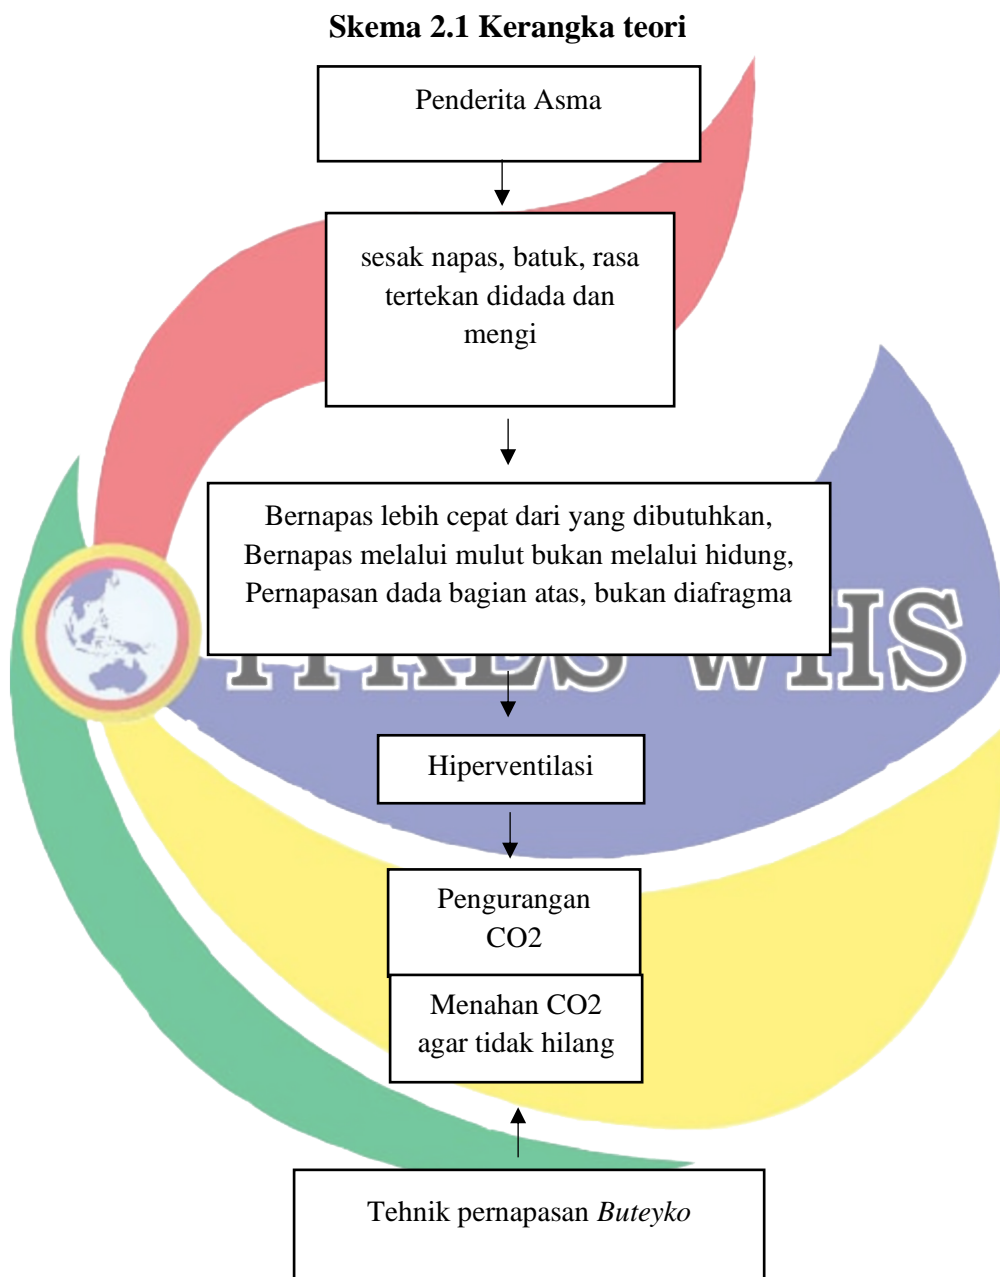 Skema 2.1 Kerangka teori
Penderita Asma
sesak napas, batuk, rasa
tertekan didada dan
mengi
Bernapas lebih cepat dari yang dibutuhkan,
Bernapas melalui mulut bukan melalui hidung,
Pernapasan dada bagian atas, bukan diafragma
ITKES WHS
Hiperventilasi
Pengurangan
CO2
Menahan CO2
agar tidak hilang
Tehnik pernapasan Buteyko